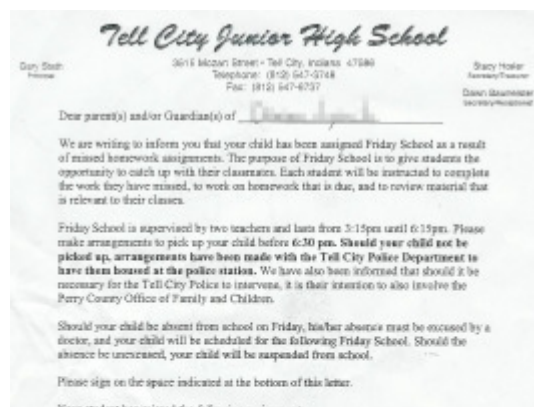 Tell City Junior High School
Gary Stath
Principal
3515 Mozart Street • Tell City, Indiana 47586
Telephone: (812) 547-3748
Fax: (812) 547-6737
Stacy Hosler
Secretary/Treasurer
Dawn Baumeister
Secretary/Receptionist
Dear parent(s) and/or Guardian(s) of
We are writing to inform you that your child has been assigned Friday School as a result
of missed homework assignments. The purpose of Friday School is to give students the
opportunity to catch up with their classmates. Each student will be instructed to complete
the work they have missed, to work on homework that is due, and to review material that
is relevant to their classes.
Friday School is supervised by two teachers and lasts from 3:15pm until 6:15pm. Please
make arrangements to pick up your child before 6:30 pm. Should your child not be
picked up, arrangements have been made with the Tell City Police Department to
have them housed at the police station. We have also been informed that should it be
necessary for the Tell City Police to intervene, it is their intention to also involve the
Perry County Office of Family and Children.
Should your child be absent from school on Friday, his/her absence must be excused by a
doctor, and your child will be scheduled for the following Friday School. Should the
absence be unexcused, your child will be suspended from school.
Please sign on the space indicated at the bottom of this letter.